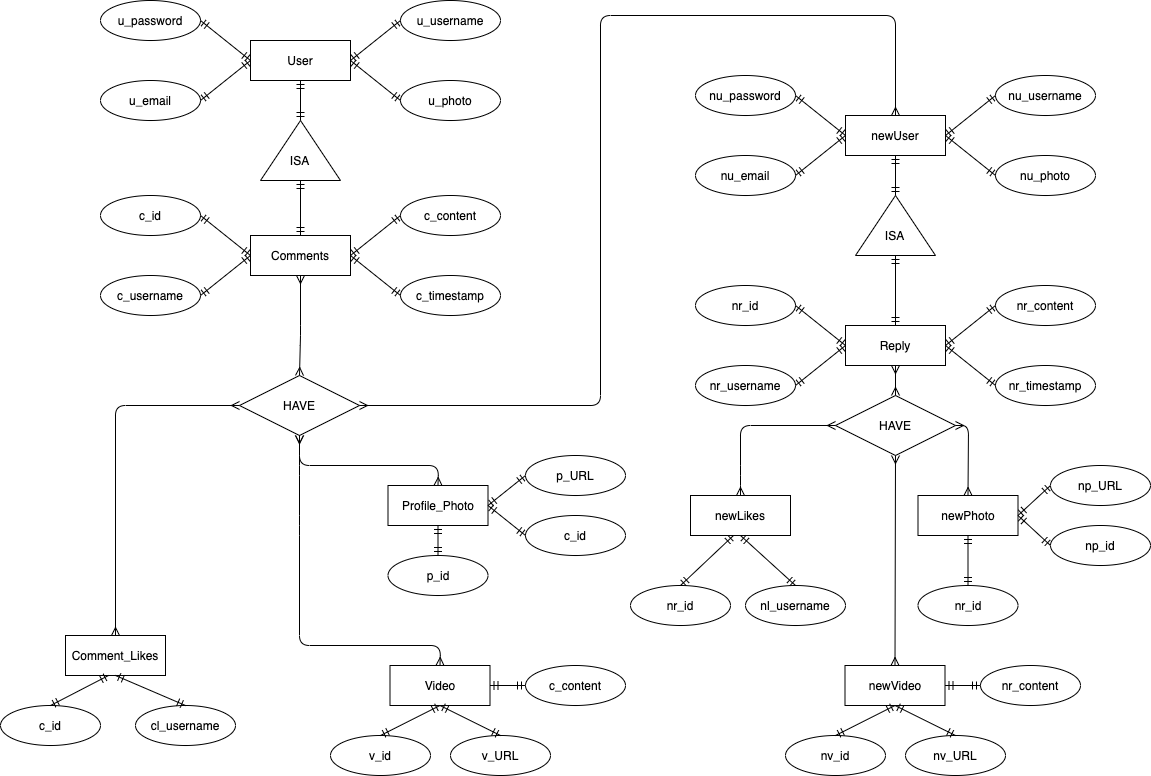 u_password
u_username
User
u_email
u_photo
ISA
c_id
c_content
Comments
c_username
c_timestamp
HAVE
p_URL
Profile_Photo
c_id
p_id
Comment_Likes
c_id
cl_username
Video
c_content
v_id
v_URL
nu_password
nu_username
newUser
nu_email
nu_photo
ISA
nr_id
nr_content
Reply
nr_username
nr_timestamp
HAVE
newLikes
nr_id
nl_username
np_URL
newPhoto
np_id
nr_id
newVideo
nr_content
nv_id
nv_URL